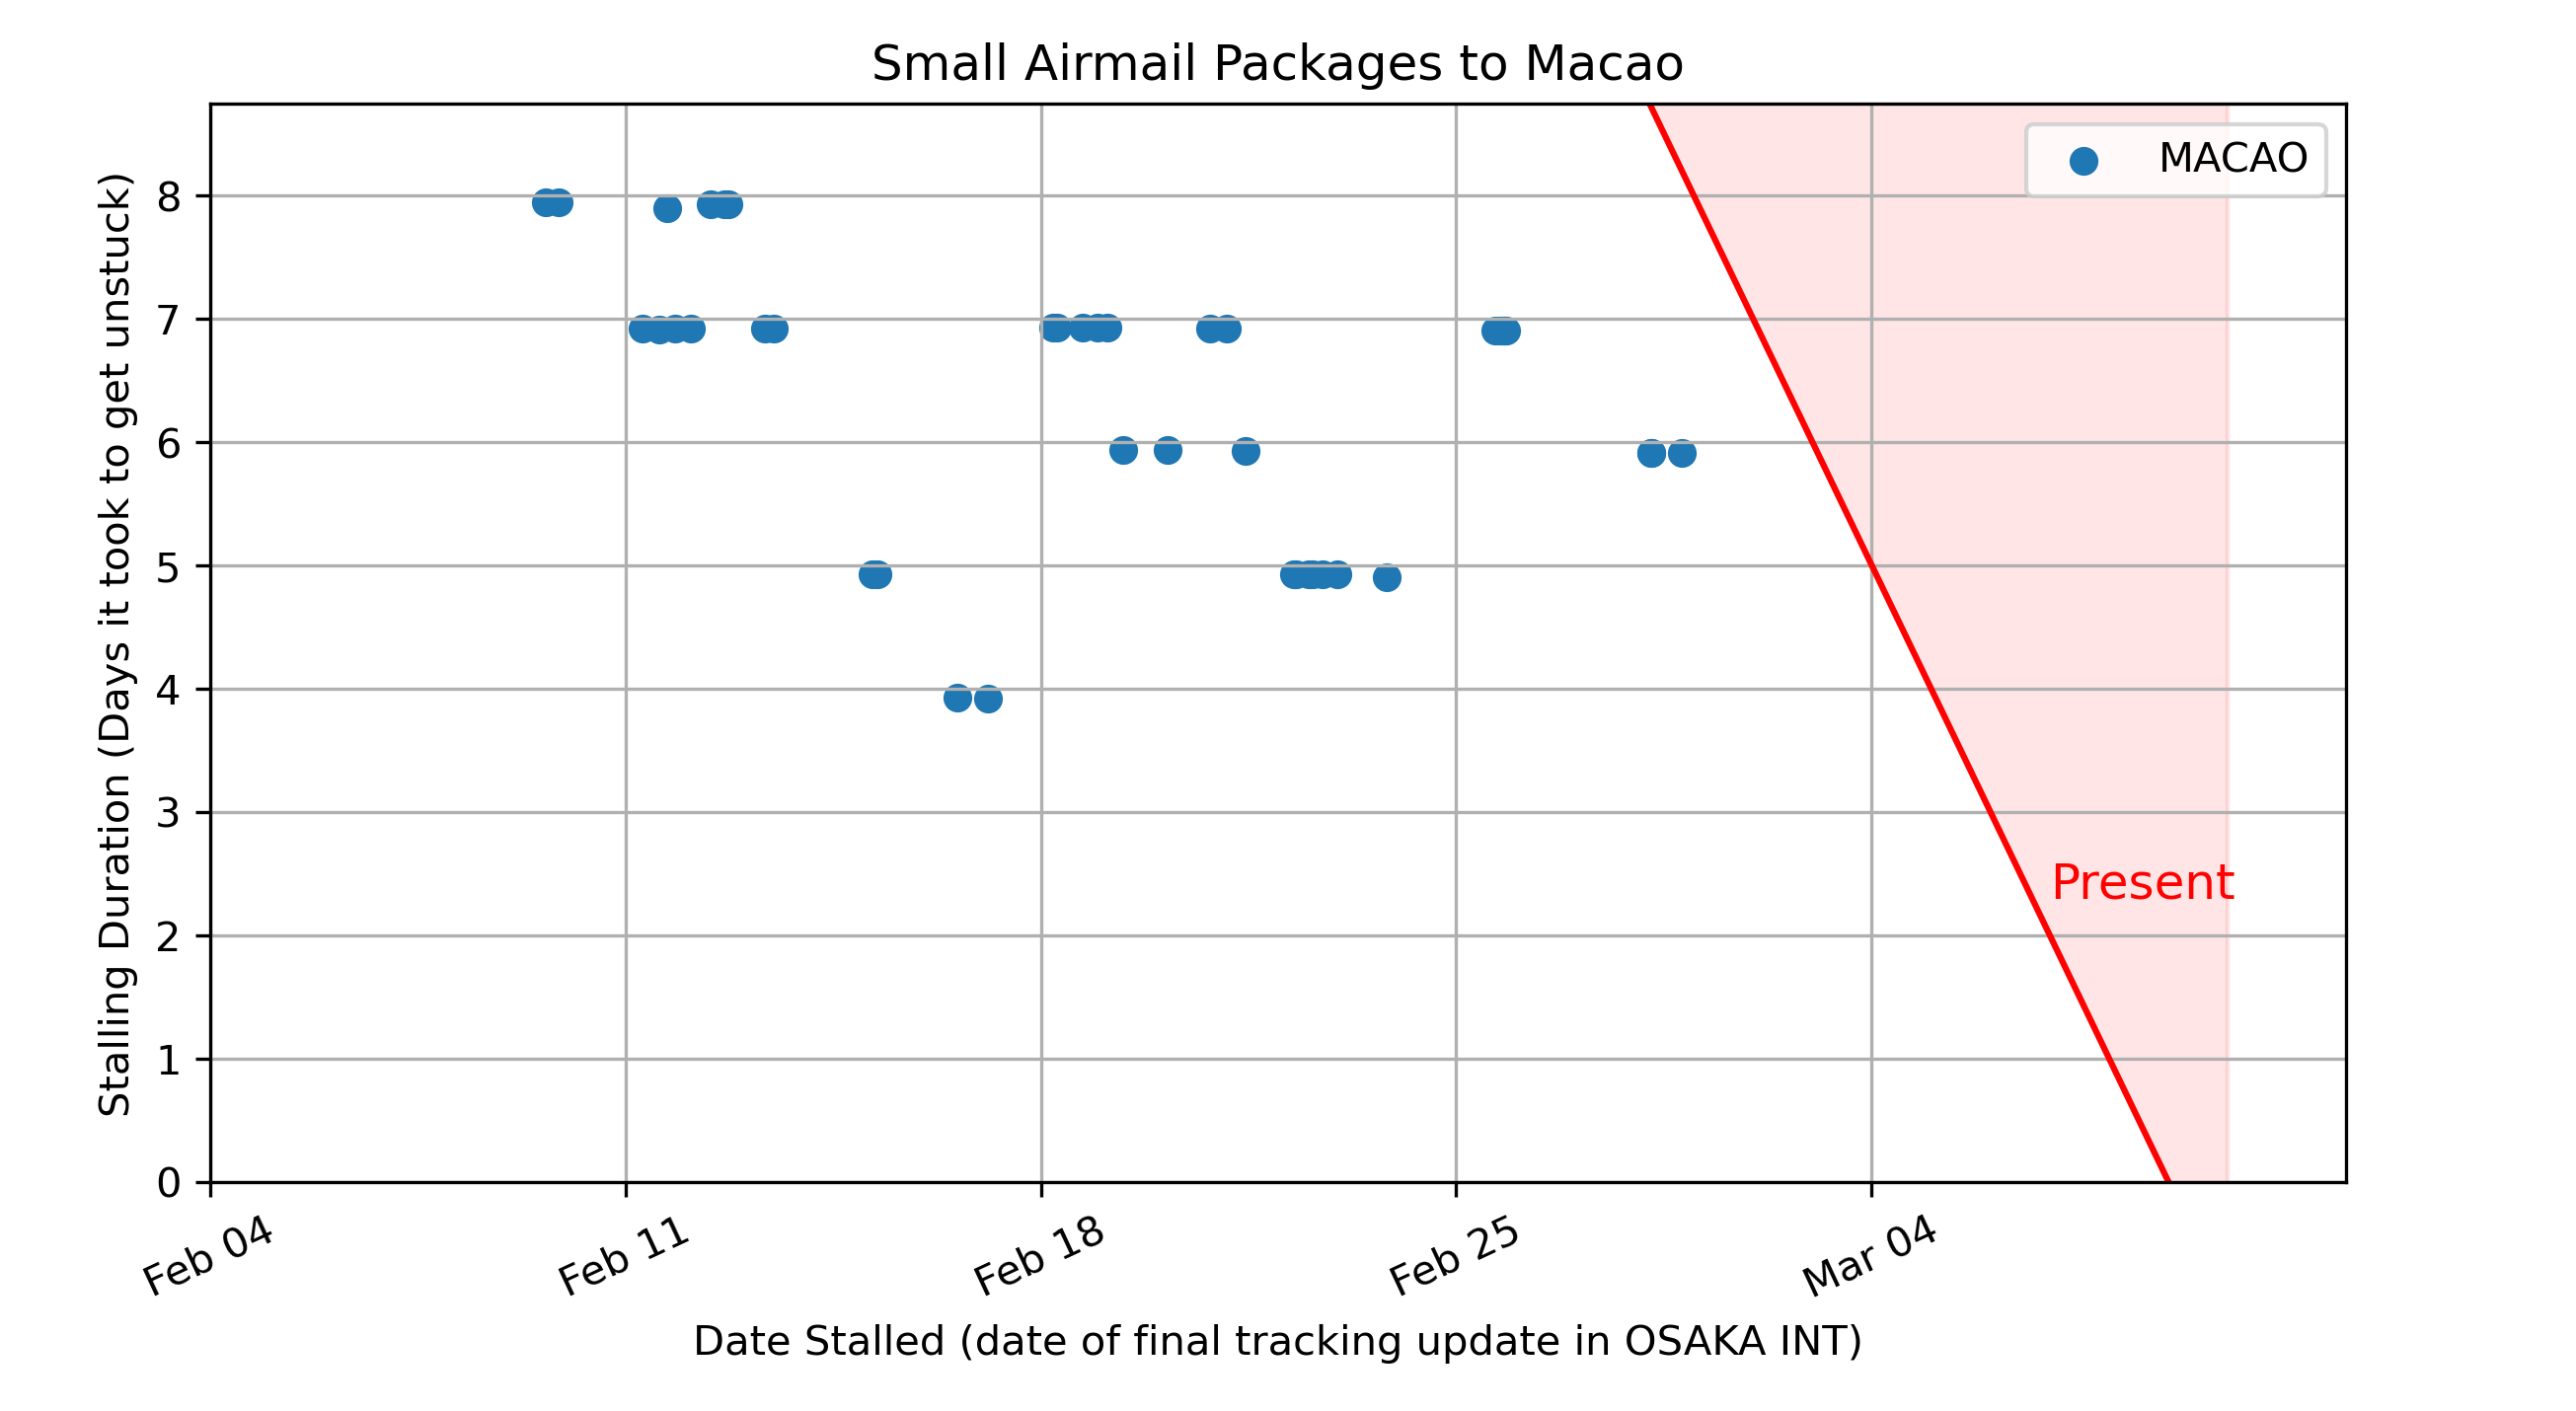 Small Airmail Packages to Macao
MACAO
Stalling Duration (Days it took to get unstuck)
8
7
6
5
4
3
2
1
0
Present
Feb 04
Feb 11
Feb 18
Feb 25
Mar 04
Date Stalled (date of final tracking update in OSAKA INT)